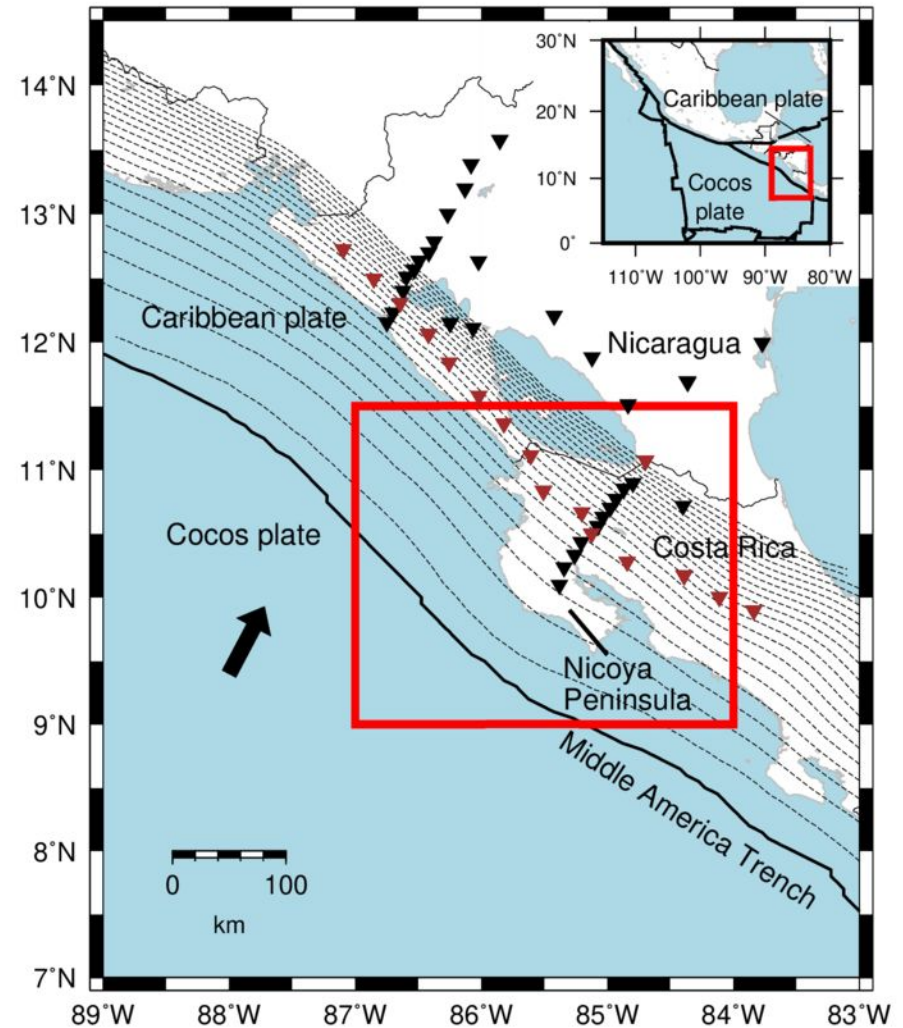 30˚N
20˚N
10˚N
0˚
110˚W 100˚W 90˚W 80˚W
Caribbean plate
Cocos
plate
14˚N
13˚N
12˚N
11˚N
10˚N
9˚N
8˚N
7˚N
Caribbean plate
Nicaragua
Cocos plate
Costa Rica
Nicoya
Peninsula
Middle America Trench
0 100
km
89˚W 88˚W 87˚W 86˚W 85˚W 84˚W 83˚W